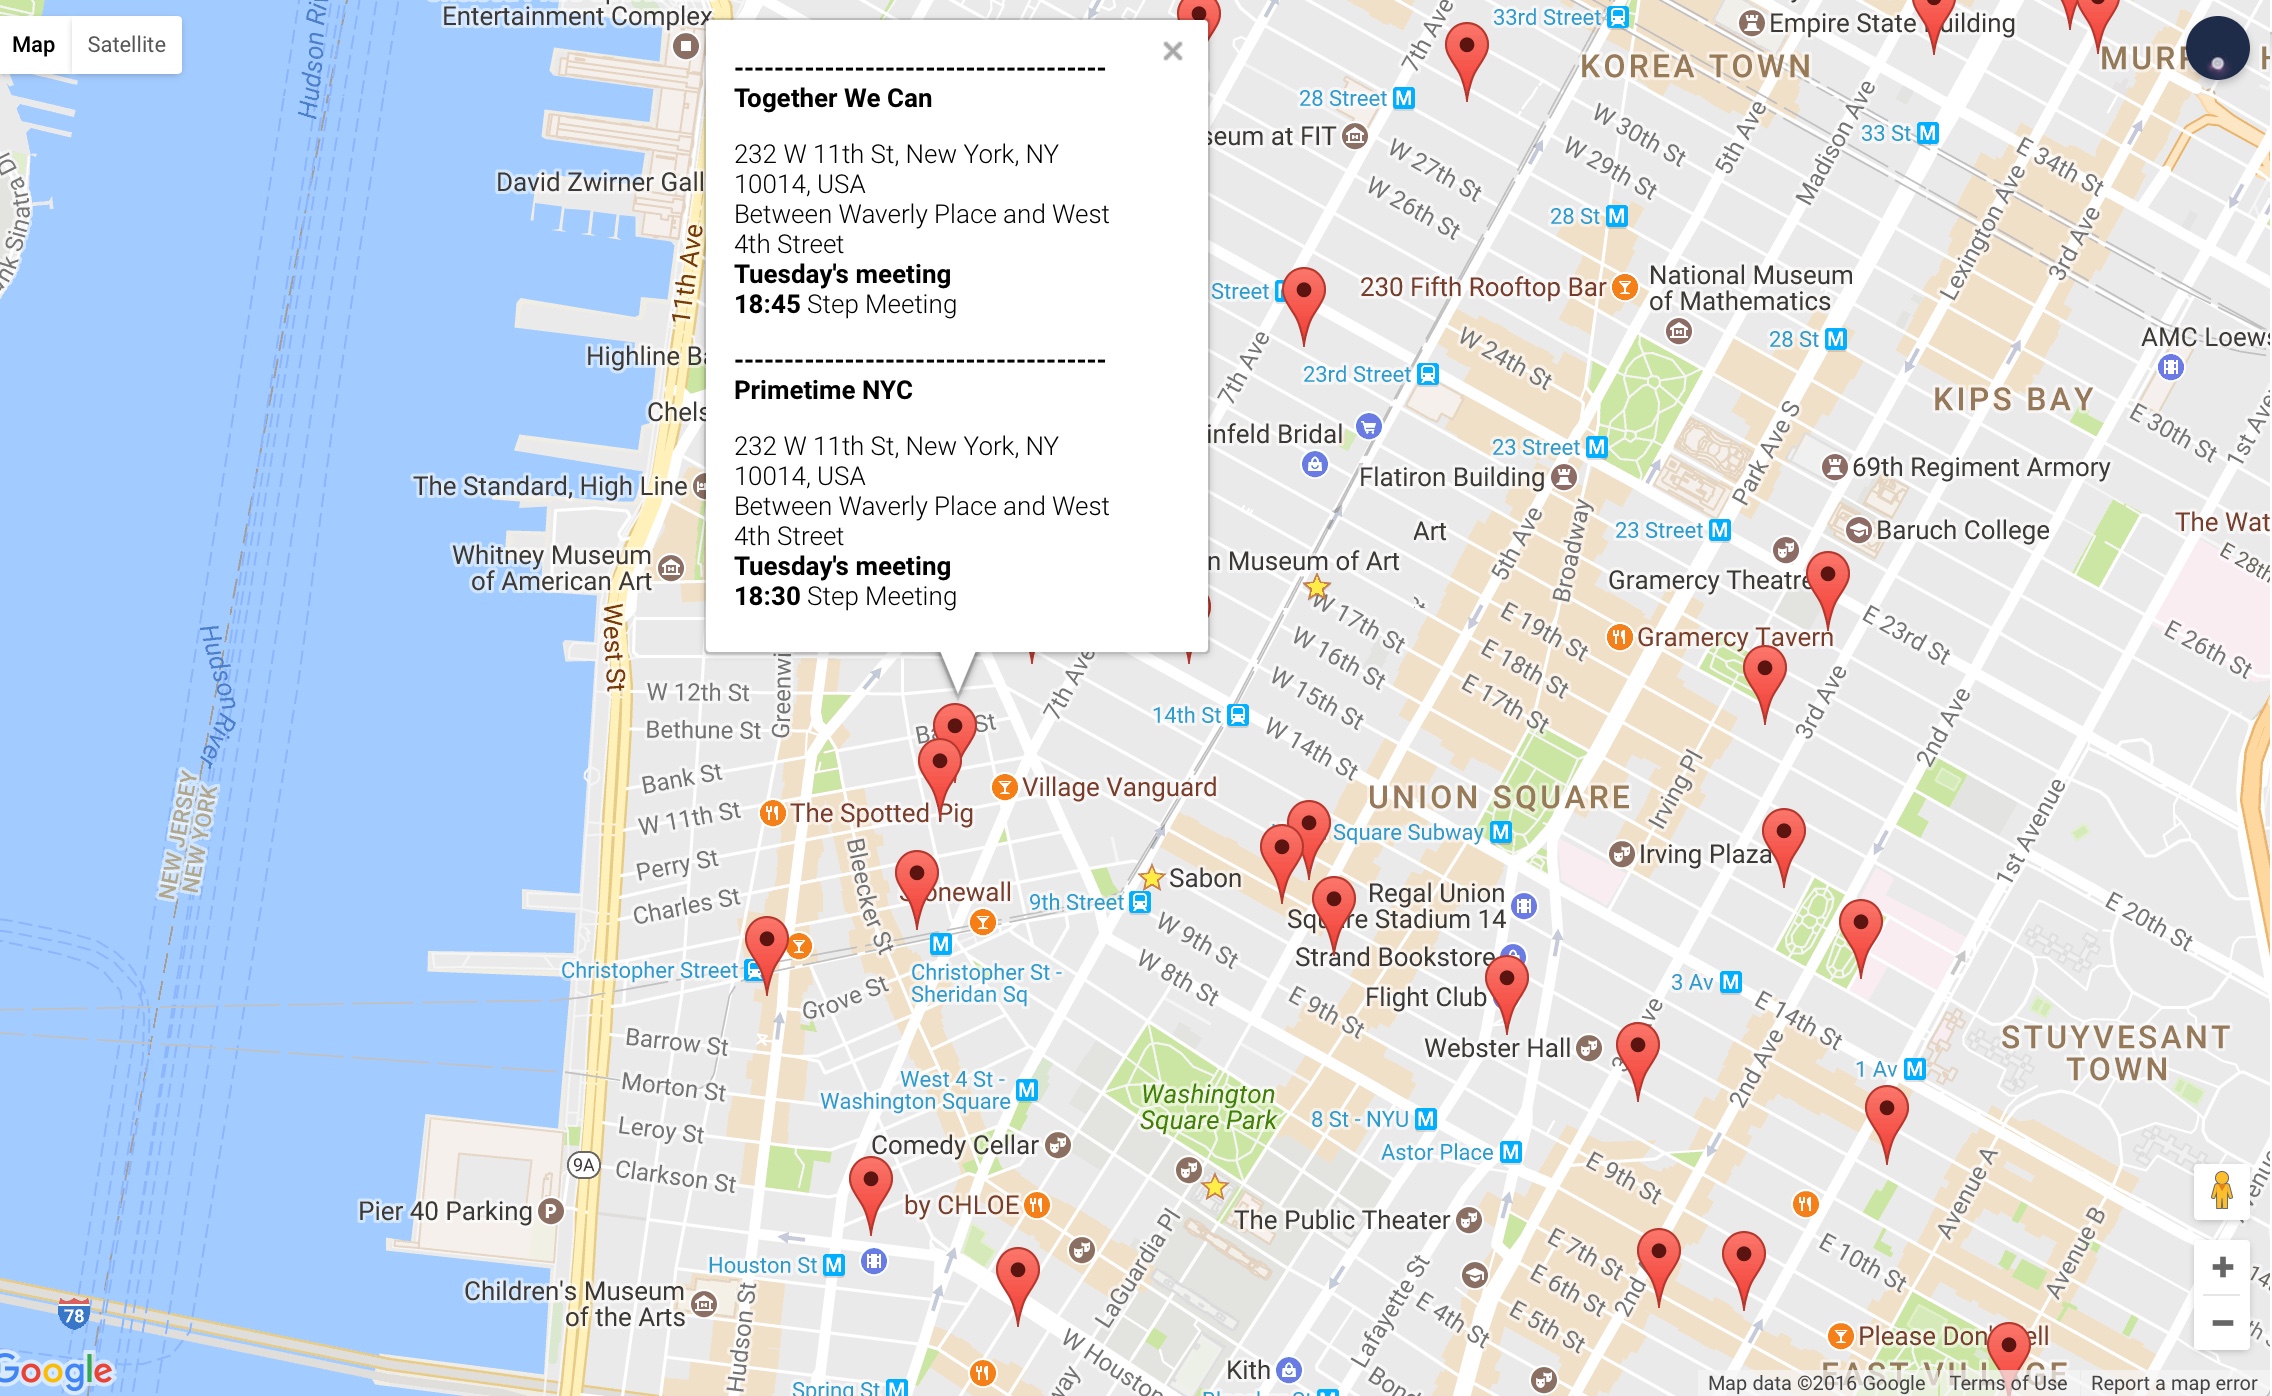 Map
Satellite
Entertainment Complex
Hudson Riv
33rd Street
7th Ave
Empire State
uilding
KOREA TOWN
MUR
H
------------------------------------
Together We Can
232 W 11th St, New York, NY
10014, USA
Between Waverly Place and West
4th Street
Tuesday's meeting
18:45 Step Meeting
------------------------------------
Primetime NYC
232 W 11th St, New York, NY
10014, USA
Between Waverly Place and West
4th Street
Tuesday's meeting
18:30 Step Meeting
28 Street
seum at FIT
W 30th St
W 29th St
W 27th St
W 26th St
5th Ave
Madison Ave
33 St
E 34th St
28 St
David Zwirner Gall
nk Sinatra Dr
11th Ave
Lexington Ave
3rd Ave
Street
230 Fifth Rooftop Bar
National Museum
of Mathematics
28 St
AMC Loews
Highline Ba
W 24th St
7th Ave
23rd Street
KIPS BAY
Chels
infeld Bridal
23 Street
E 30th St
1st Ave
Park Ave S
69th Regiment Armory
Flatiron Building
The Standard, High Line
Art
5th Ave
Broadway
23 Street
Baruch College
The Wat
E 28th
Whitney Museum
of American Art
n Museum of Art
Gramercy Theatre
West St
W 17th St
E 19th St
Gramercy Tavern
E 23rd St
E 26th St
W 16th St
E 18th St
Hudson River
W 12th St
Greenwi
7th Ave
W 15th St
E 17th St
Bethune St
Ba
St
14th St
W 14th St
3rd Ave
2nd Ave
Bank St
Village Vanguard
UNION SQUARE
Irving Pl
W 11th St
The Spotted Pig
Square Subway
1st Avenue
NEW JERSEY
NEW YORK
Perry St
Bleecker St
Sabon
Irving Plaza
Charles St
Stonewall
9th Street
Regal Union
Square Stadium 14
E 20th St
W 9th St
Strand Bookstore
Christopher Street
Christopher St -
Sheridan Sq
W 8th St
3 Av
Grove St
E 9th St
Flight Club
E 14th St
Barrow St
Webster Hall
STUYVESANT
TOWN
Morton St
West 4 St -
Washington Square
Washington
Square Park
2nd Ave
1 Av
Leroy St
8 St - NYU
Comedy Cellar
Astor Place
9A
Clarkson St
E 9th St
Avenue A
Pier 40 Parking
P
by CHLOE
The Public Theater
LaGuardia Pl
Avenue B
E 7th St
E 10th St
Houston St
Children's Museum
of the Arts
Hudson St
Lafayette St
E 6th St
2nd
78
E 4th St
E 5th St
Please Don't
ell
W Houston
Kith
EAST VILLAGE
Google
Spring St
Bond
Map data ©2016 Google
Terms of Use
Report a map error